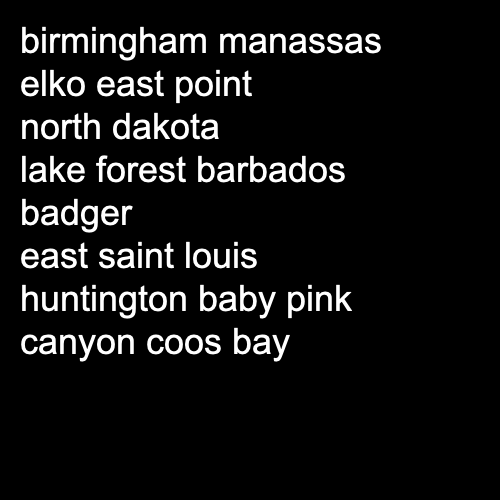 birmingham manassas
elko east point
north dakota
lake forest barbados
badger
east saint louis
huntington baby pink
canyon coos bay